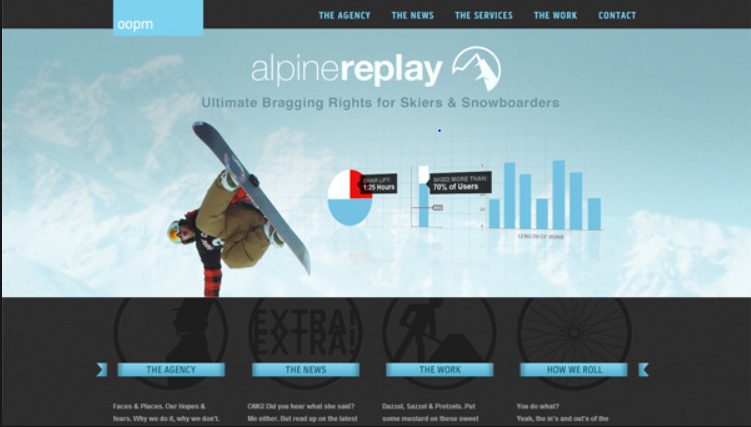 oopm
THE AGENCY THE NEWS THE SERVICES THE WORK CONTACT
alpinereplay
Ultimate Bragging Rights for Skiers & Snowboarders
CHAIR LIFT:
1:25 Hours
SKIED MORE THAN:
70% of Users
LENGTH OF RUNS
EXTRA!
EXTRA!
THE AGENCY THE NEWS THE WORK HOW WE ROLL
Faces & Places. Our Hopes & OMG! Did you hear what she said? Dazzel, Sazzel & Pretzels. Put You do what?
fears. Why we do it, why we don't. Me either. But read up on the latest some mustard on these sweet Yeah, the in's and out's of the